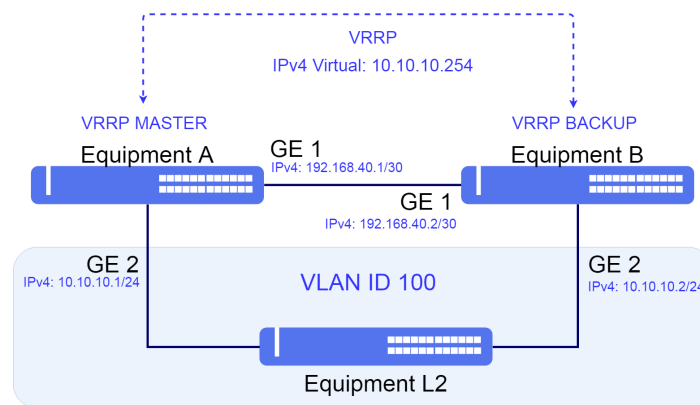 VRRP
IPv4 Virtual: 10.10.10.254
VRRP MASTER
VRRP BACKUP
Equipment A
GE 1
IPv4: 192.168.40.1/30
Equipment B
GE 1
IPv4: 192.168.40.2/30
GE 2
IPv4: 10.10.10.1/24
VLAN ID 100
GE 2
IPv4: 10.10.10.2/24
Equipment L2